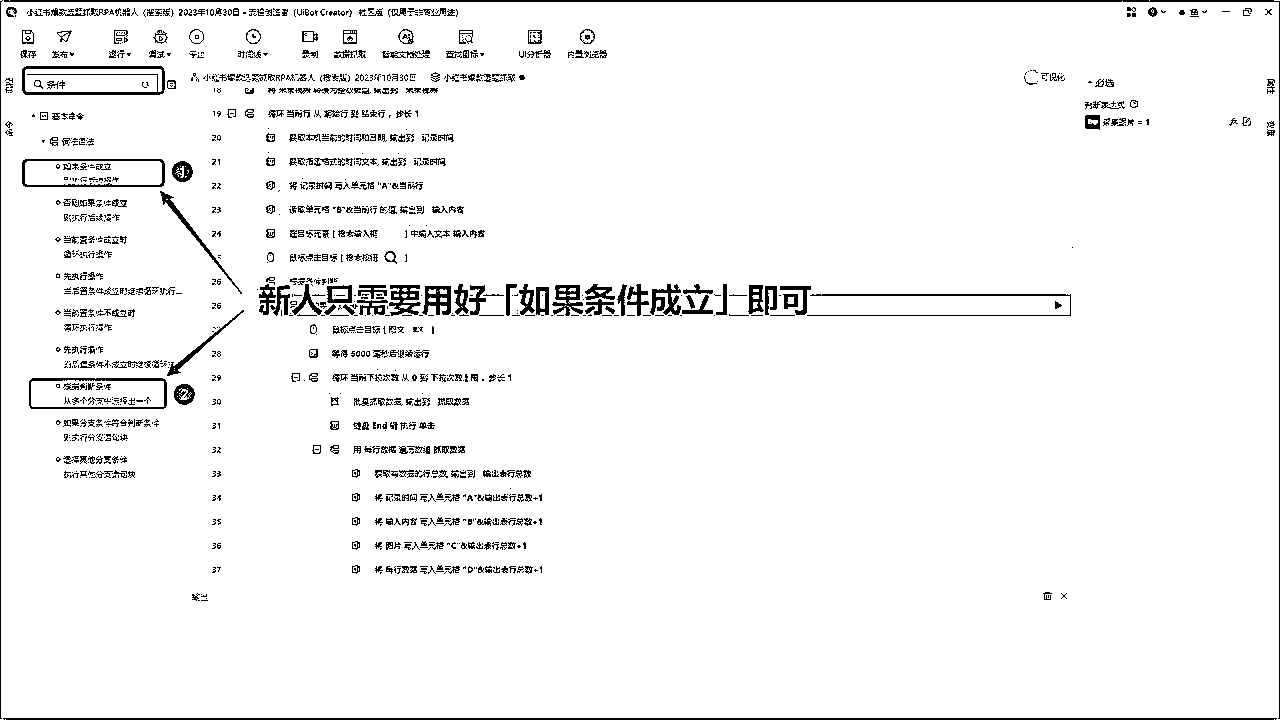 小红书爆款选题抓取RPA机器人（搜索版）2023年10月30日 - 流程创造者（UiBot Creator） 社区版（仅用于非商业用途）
保存 发布 运行 调试 停止 时间线 录制 数据抓取 智能文档处理 查找图标 UI分析器 内置浏览器
条件
小红书爆款选题抓取RPA机器人（搜索版）2023年10月30日 小红书爆款选题抓取
可视化
必选
判断表达式
Exp 采集图片 = 1
基本命令
词法语法
如果条件成立
则执行后续操作
①
否则如果条件成立
则执行后续操作
当前置条件成立时
循环执行操作
先执行操作
当后置条件成立时继续循环执行...
当前置条件不成立时
循环执行操作
先执行操作
当后置条件不成立时继续循环
根据判断条件
从多个分支中选择出一个
②
如果分支条件符合判断条件
则执行分支语句块
选择其他分支条件
执行其他分支语句块
18
19 循环 当前行 从 起始行 到 结束行，步长 1
20 获取本机当前的时间和日期, 输出到 记录时间
21 获取指定格式的时间文本, 输出到 记录时间
22 将 记录时间 写入单元格 "A"&当前行
23 读取单元格 "B"&当前行 的值, 输出到 输入内容
24 在目标元素 [ 搜索输入框 ] 中输入文本 输入内容
鼠标点击目标 [ 搜索按钮 ]
26
新人只需要用好「如果条件成立」即可
26
鼠标点击目标 [ 图文 ]
28 等待 5000 毫秒后继续运行
29 循环 当前下拉次数 从 0 到 下拉次数上限，步长 1
30 批量抓取数据, 输出到 抓取数据
31 键盘 End 键 执行 单击
32 用 每行数据 遍历数组 抓取数据
33 获取有数据的行总数, 输出到 输出表行总数
34 将 记录时间 写入单元格 "A"&输出表行总数+1
35 将 输入内容 写入单元格 "B"&输出表行总数+1
36 将 图片 写入单元格 "C"&输出表行总数+1
37 将 每行数据 写入单元格 "D"&输出表行总数+1
输出